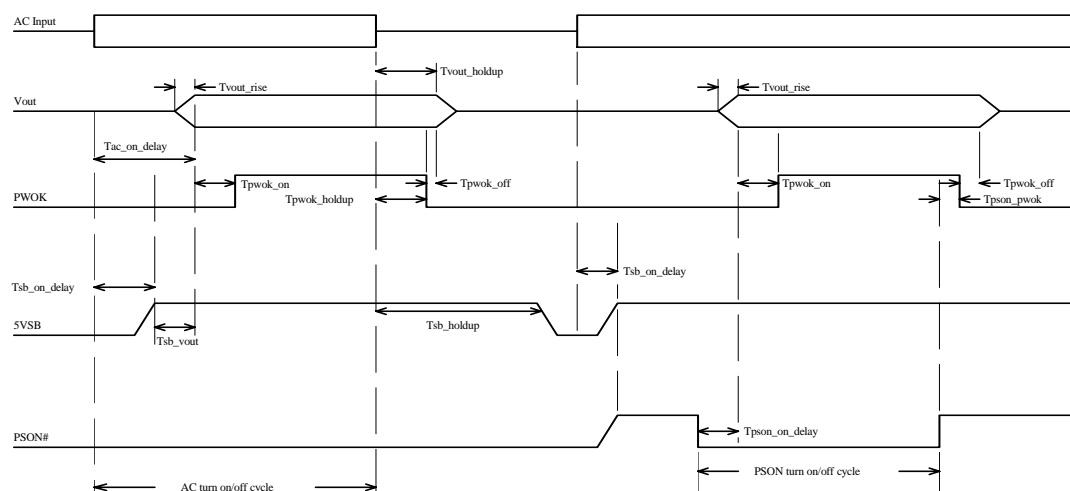 AC Input
Tvout_holdup
Tvout_rise
Tvout_rise
Vout
Tac_on_delay
Tpwok_on
Tpwok_off
Tpwok_on
Tpwok_off
PWOK
Tpwok_holdup
Tpson_pwok
Tsb_on_delay
Tsb_on_delay
5VSB
Tsb_holdup
Tsb_vout
PSON#
Tpson_on_delay
AC turn on/off cycle
PSON turn on/off cycle